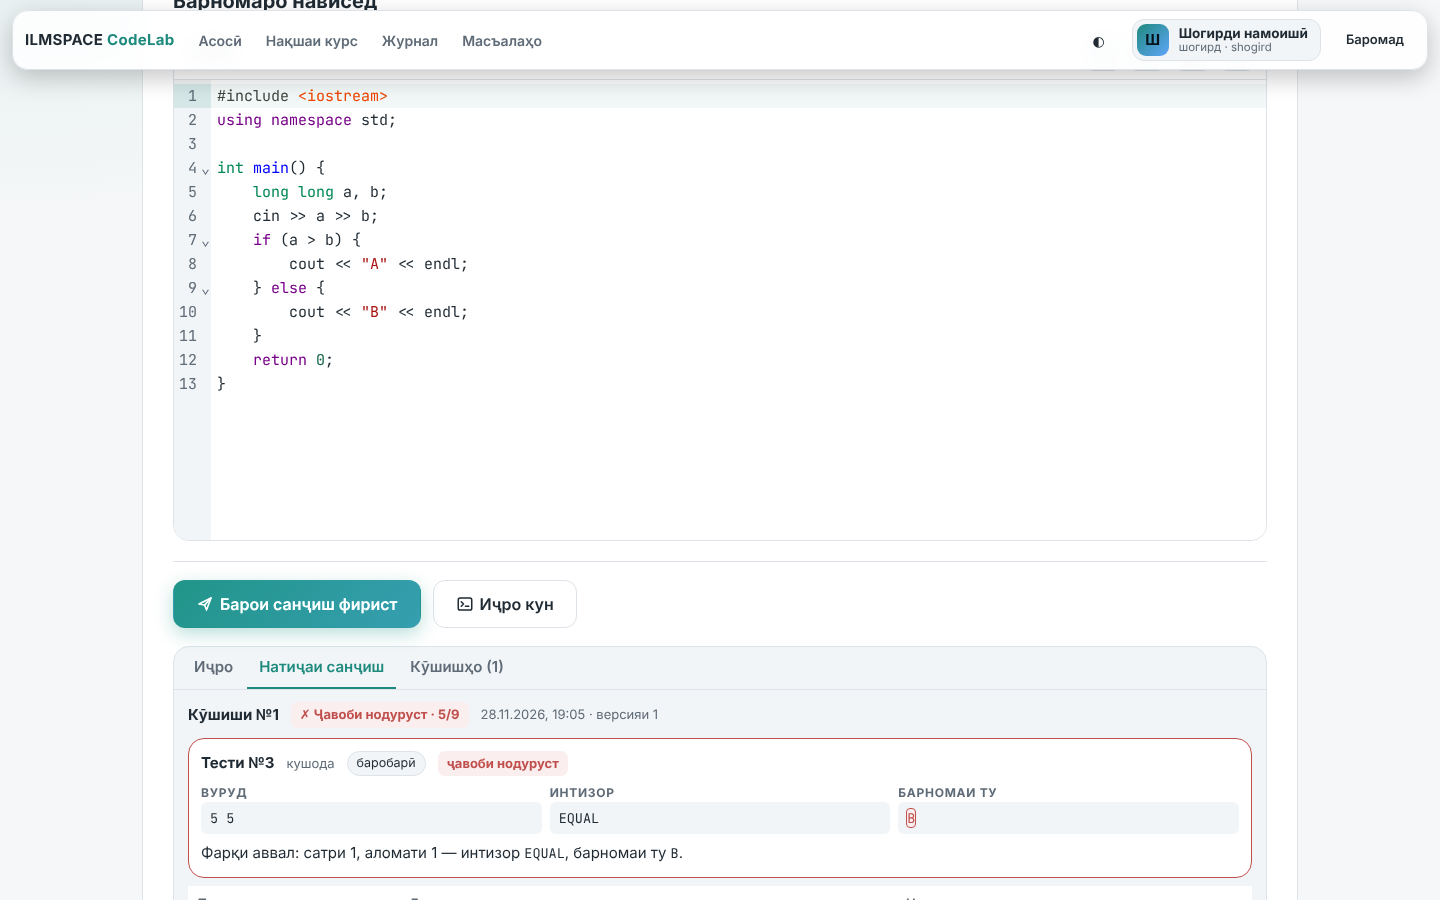 Барномаро нависед
ILMSPACE CodeLab Асосӣ Нақшаи курс Журнал Масъалаҳо
Ш Шогирди намоишӣ
шогирд · shogird
Баромад
1 #include <iostream>
2 using namespace std;
3
4 int main() {
5 long long a, b;
6 cin >> a >> b;
7 if (a > b) {
8 cout << "A" << endl;
9 } else {
10 cout << "B" << endl;
11 }
12 return 0;
13 }
Барои санҷиш фирист Иҷро кун
Иҷро Натиҷаи санҷиш Кӯшишҳо (1)
Кӯшиши №1 ✗ Ҷавоби нодуруст · 5/9 28.11.2026, 19:05 · версияи 1
Тести №3 кушода баробарӣ ҷавоби нодуруст
ВУРУД ИНТИЗОР БАРНОМАИ ТУ
5 5 EQUAL B
Фарқи аввал: сатри 1, аломати 1 — интизор EQUAL, барномаи ту B.